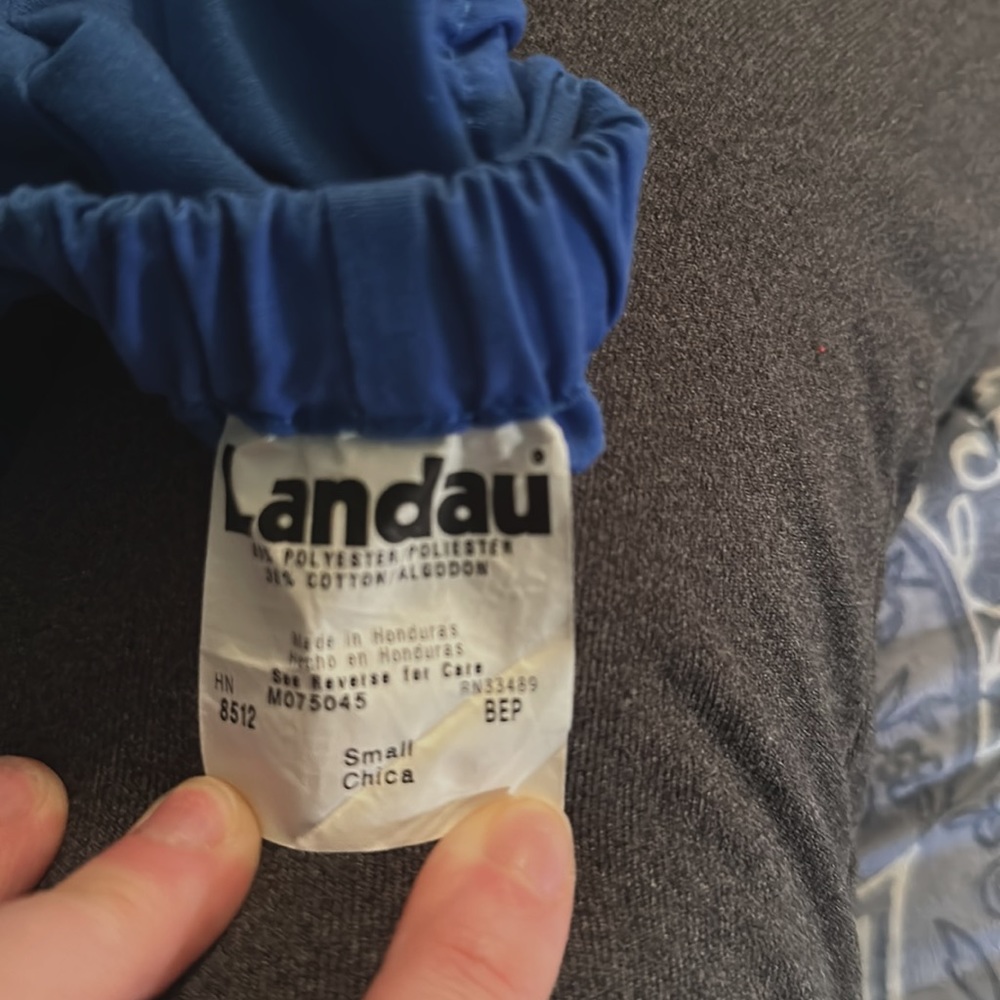 Landau
POLYESTER/POLIESTER
COTTON/ALGODON
Made in Honduras
Hecho en Honduras
See Reverse for Care
HN M075045 RN53489
8512 BEP
Small
Chica